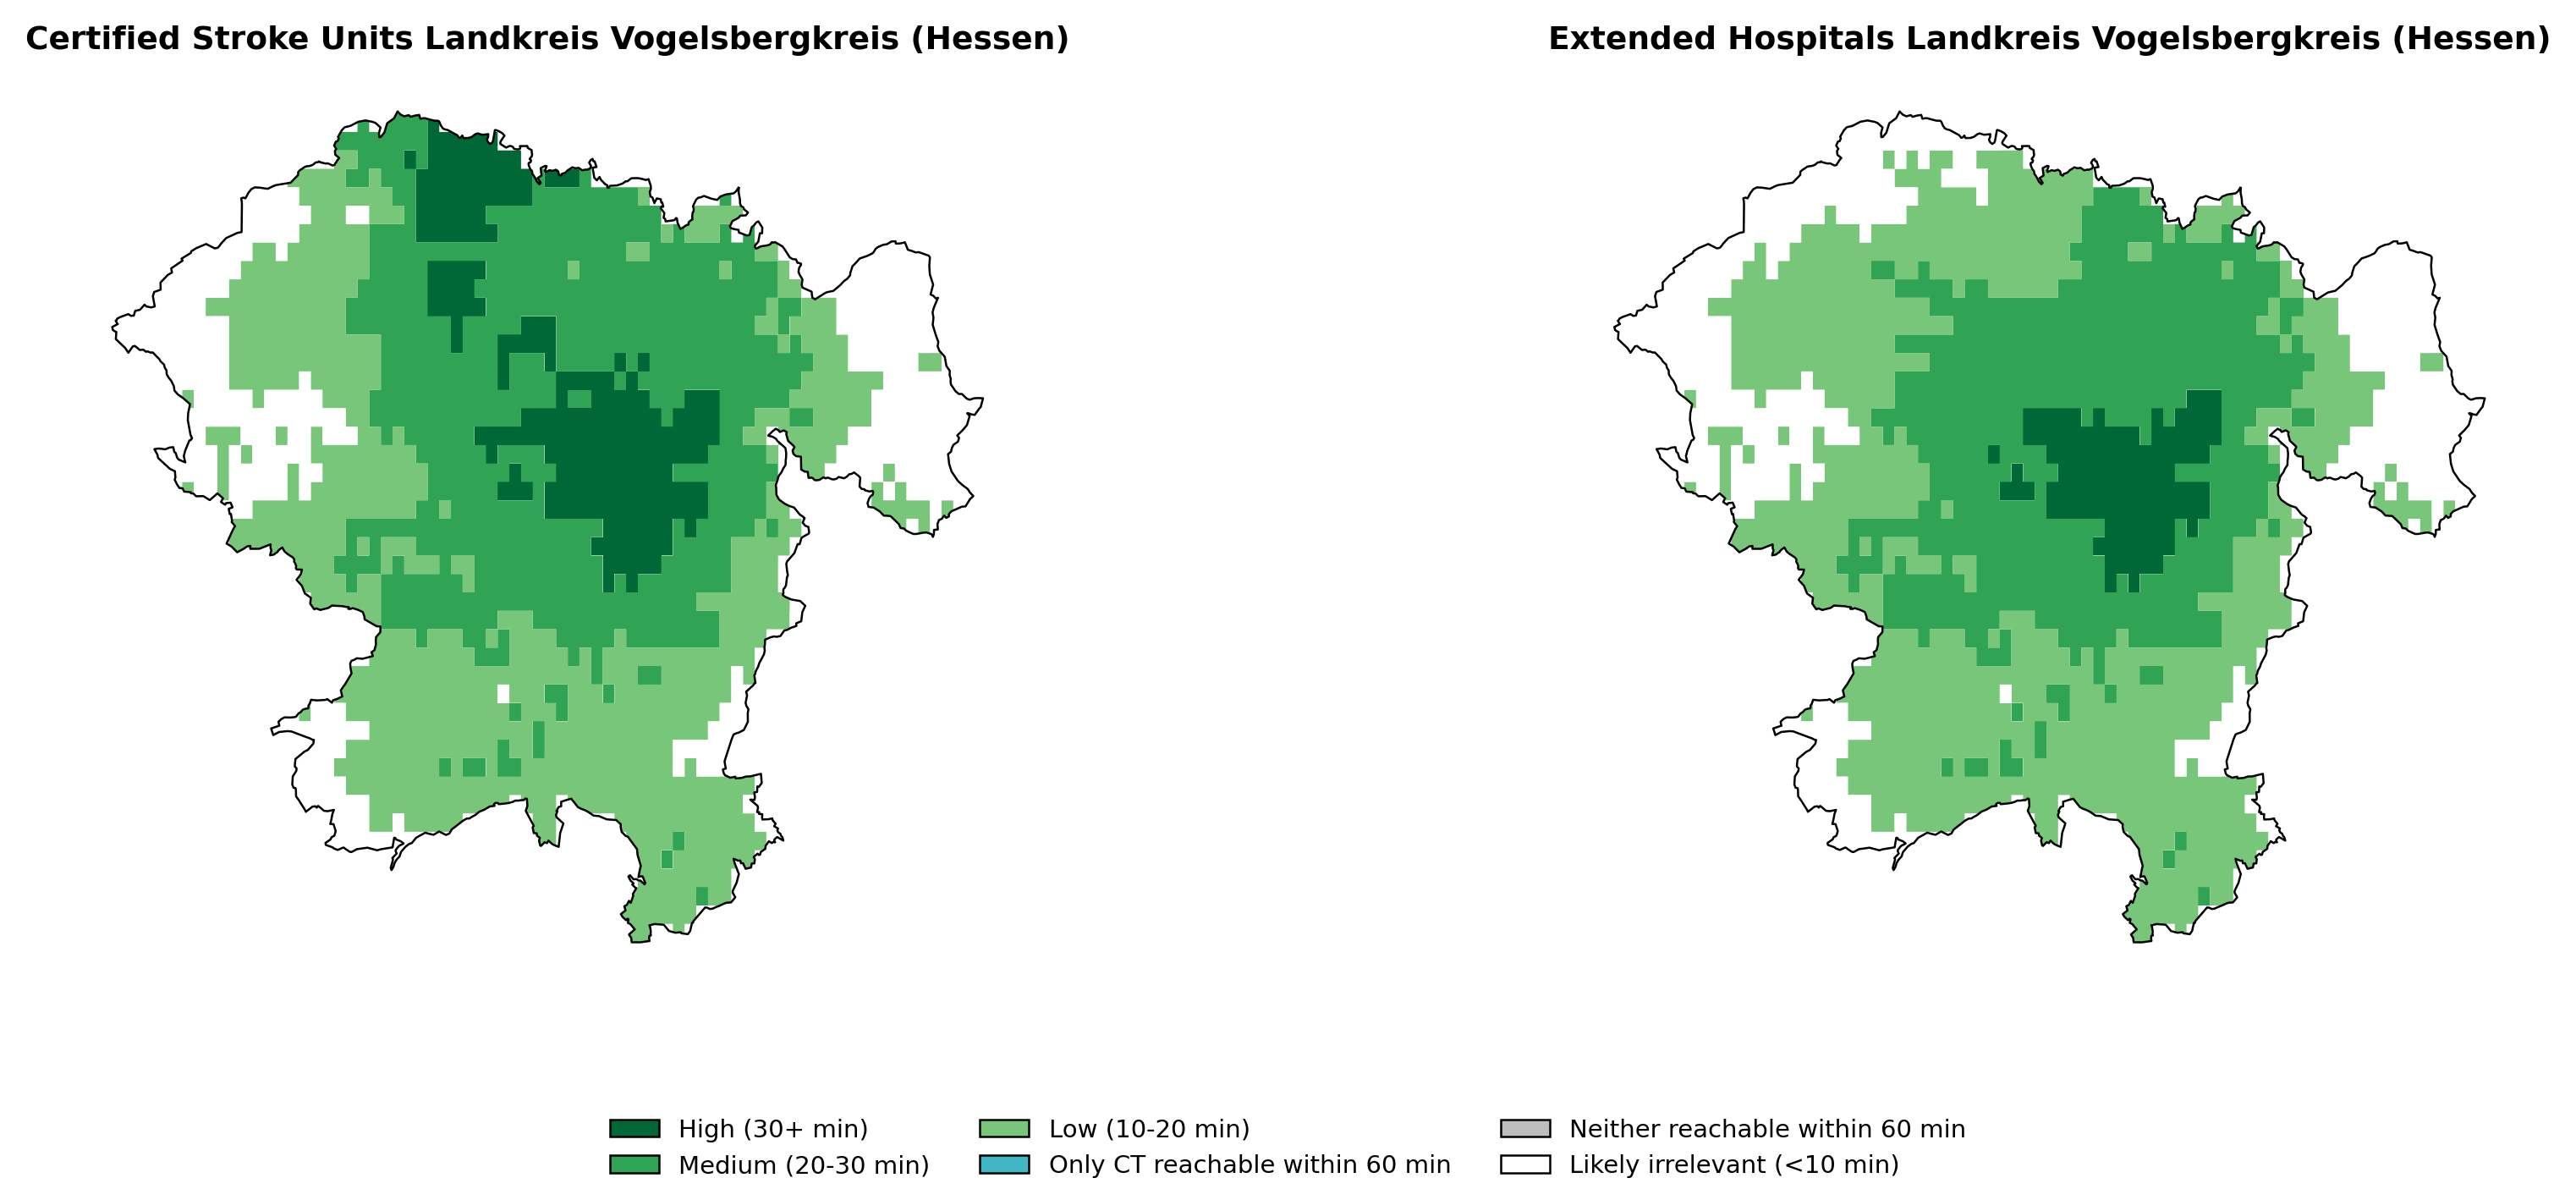 Certified Stroke Units Landkreis Vogelsbergkreis (Hessen)
Extended Hospitals Landkreis Vogelsbergkreis (Hessen)
High (30+ min)
Medium (20-30 min)
Low (10-20 min)
Only CT reachable within 60 min
Neither reachable within 60 min
Likely irrelevant (<10 min)